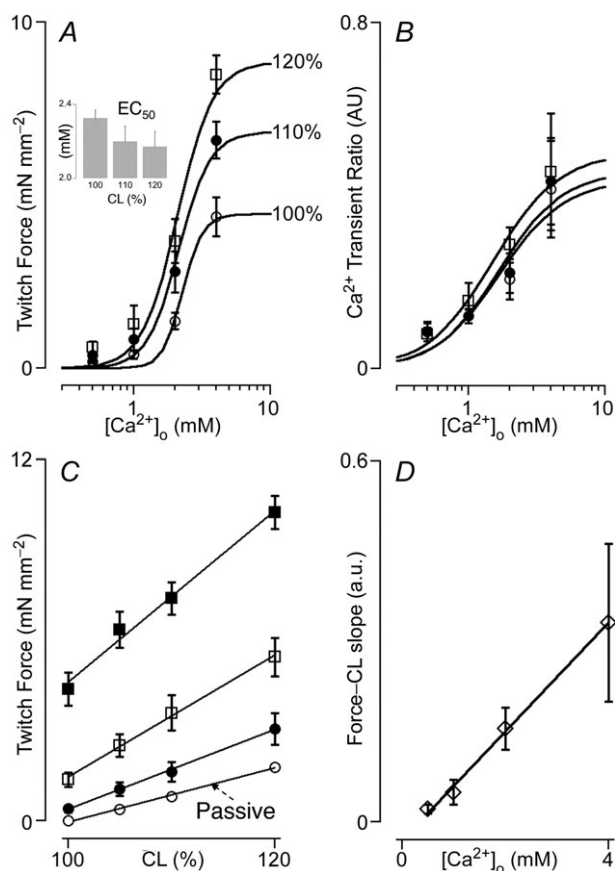 A
10
Twitch Force (mN mm⁻²)
0
1
10
[Ca²⁺]ₒ (mM)
120%
110%
100%
EC₅₀
2.4
(mM)
2.0
100 110 120
CL (%)
B
0.8
Ca²⁺ Transient Ratio (AU)
0
1
10
[Ca²⁺]ₒ (mM)
C
12
Twitch Force (mN mm⁻²)
0
Passive
100
CL (%)
120
D
0.6
Force–CL slope (a.u.)
0
0
[Ca²⁺]ₒ (mM)
4